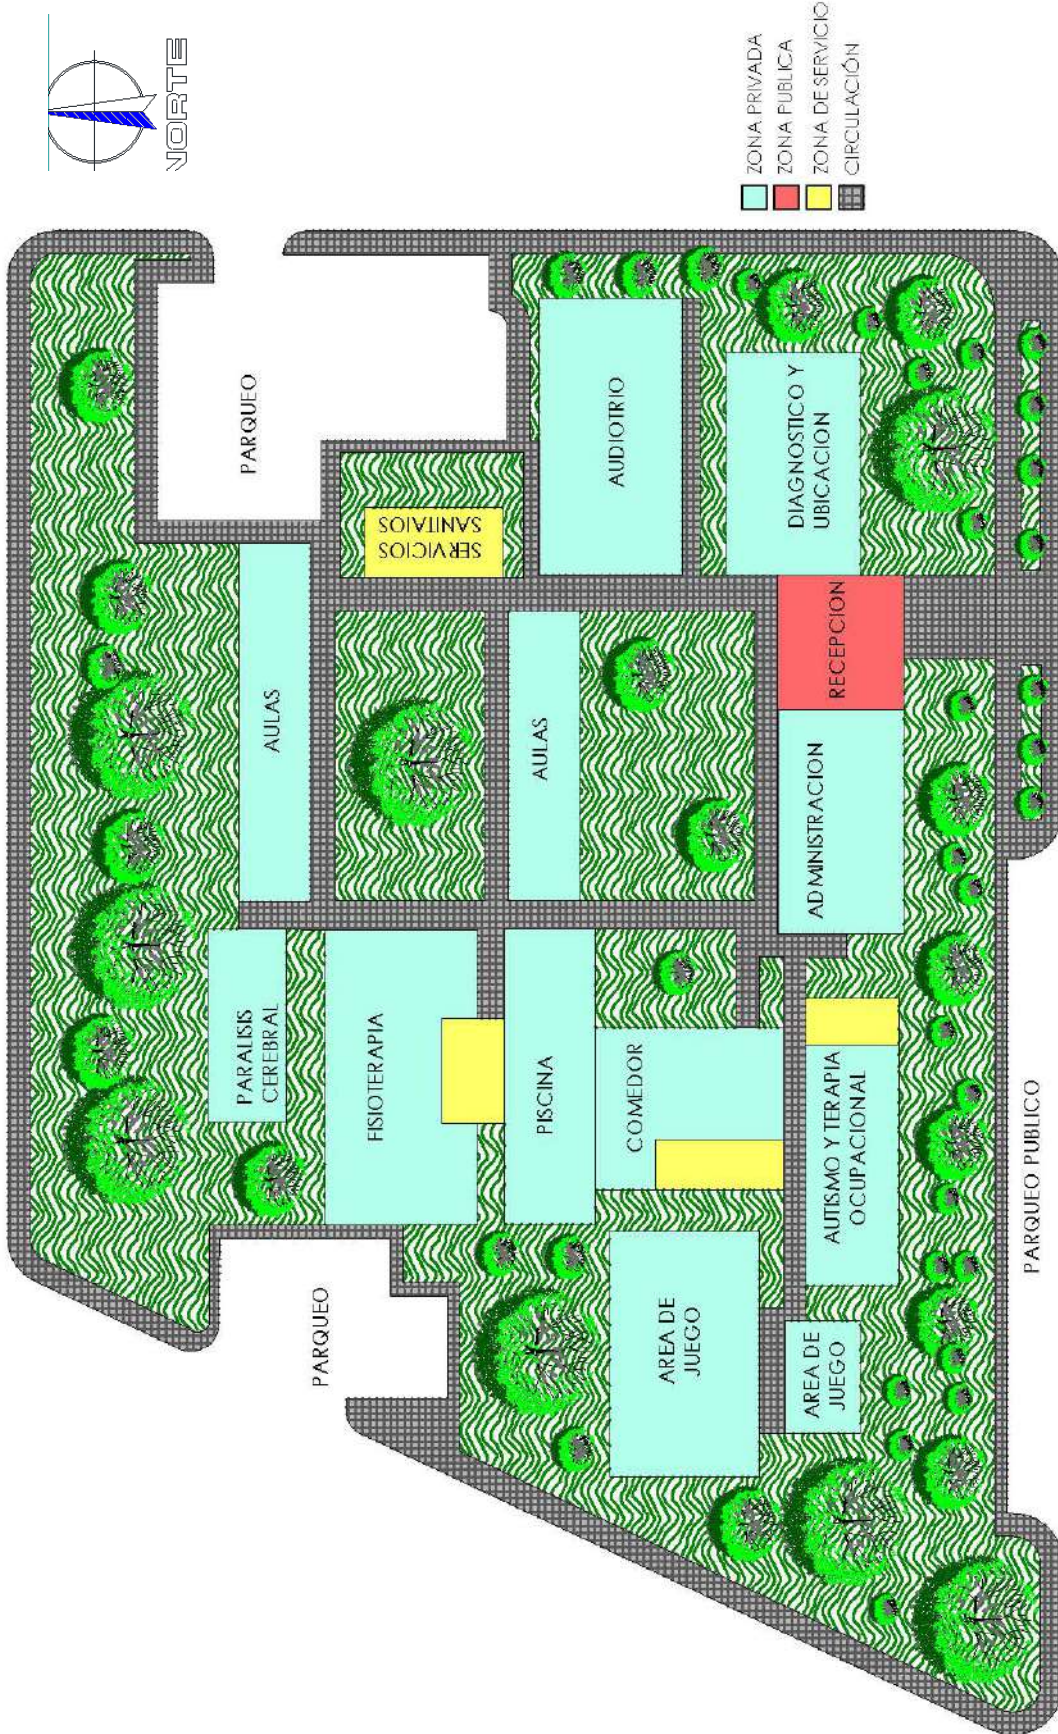 NORTE
ZONA PRIVADA
ZONA PUBLICA
ZONA DE SERVICIO
CIRCULACIÓN
PARQUEO
SERVICIOS
SANITAIOS
AUDIOTRIO
DIAGNOSTICO Y
UBICACION
AULAS
AULAS
RECEPCION
ADMINISTRACION
PARALISIS
CEREBRAL
FISIOTERAPIA
PISCINA
COMEDOR
AUTISMO Y TERAPIA
OCUPACIONAL
PARQUEO
AREA DE
JUEGO
AREA DE
JUEGO
PARQUEO PUBLICO